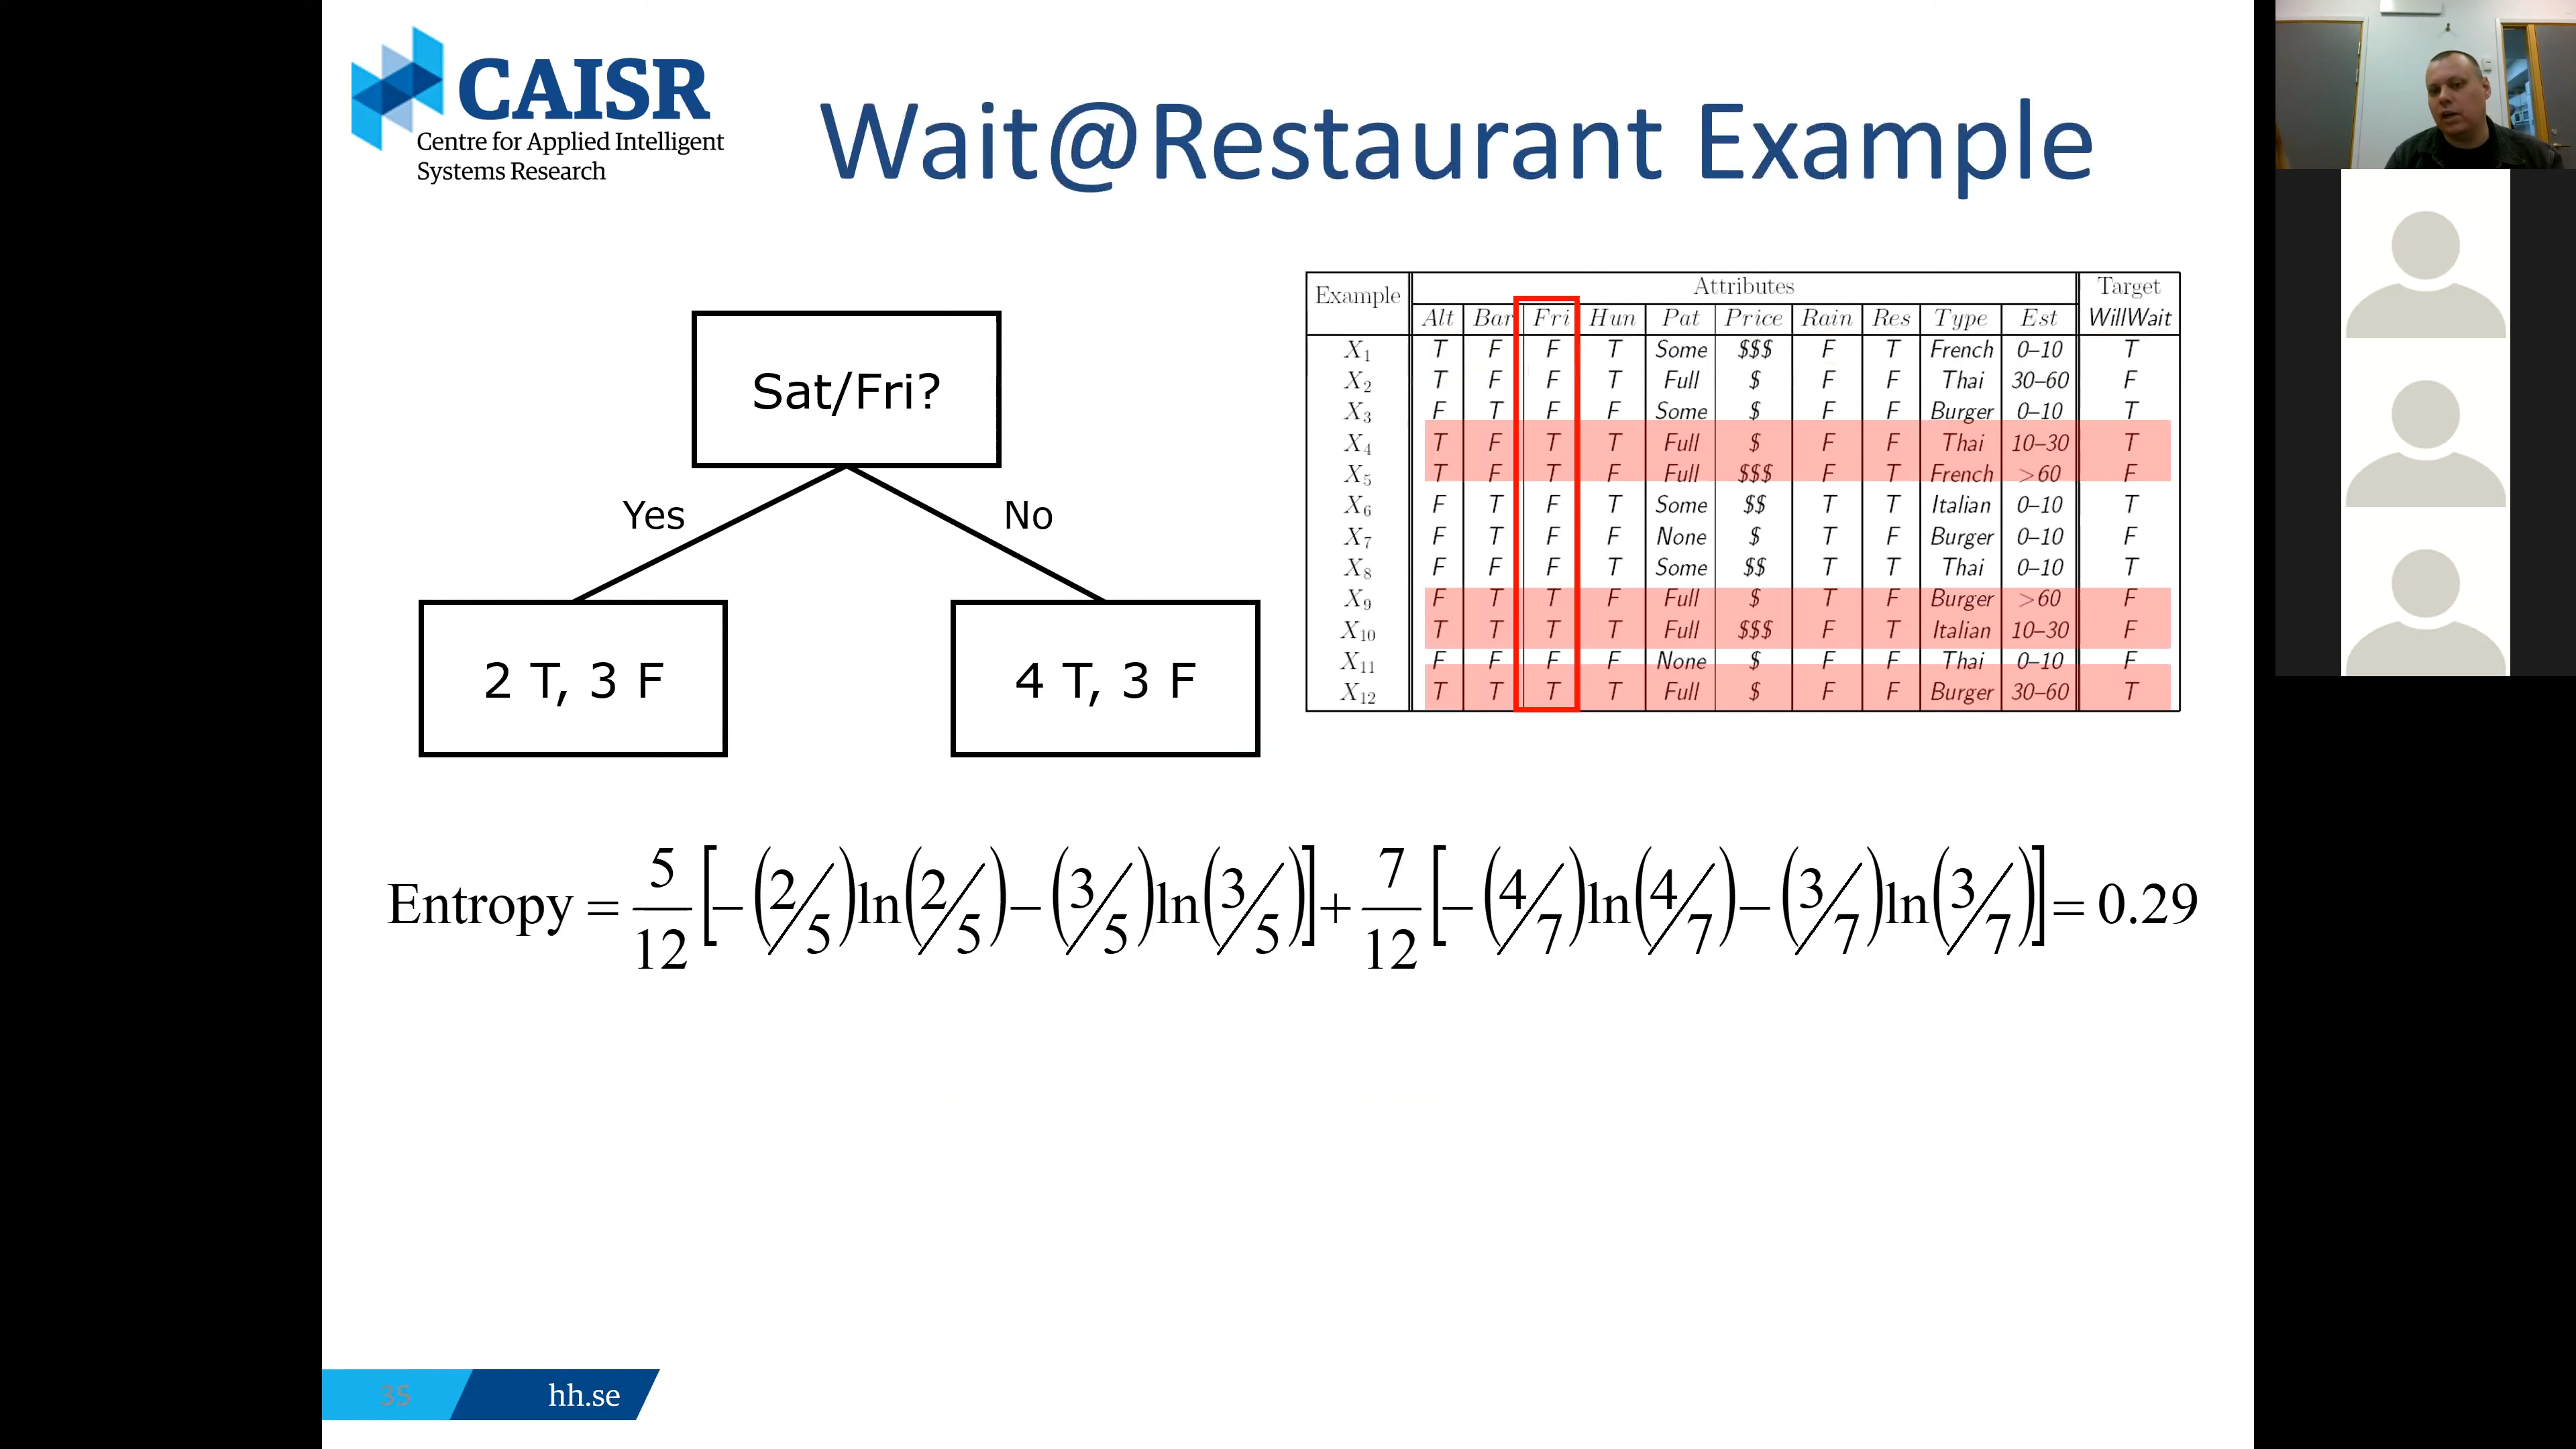 CAISR
Centre for Applied Intelligent
Systems Research
Wait@Restaurant Example
Sat/Fri?
Yes
No
2 T, 3 F
4 T, 3 F
Example Attributes Target
Alt Bar Fri Hun Pat Price Rain Res Type Est WillWait
X1 T F F T Some $$$ F T French 0–10 T
X2 T F F T Full $ F F Thai 30–60 F
X3 F T F F Some $ F F Burger 0–10 T
X4 T F T T Full $ F F Thai 10–30 T
X5 T F T F Full $$$ F T French >60 F
X6 F T F T Some $$ T T Italian 0–10 T
X7 F T F F None $ T F Burger 0–10 F
X8 F F F T Some $$ T T Thai 0–10 T
X9 F T T F Full $ T F Burger >60 F
X10 T T T T Full $$$ F T Italian 10–30 F
X11 F F F F None $ F F Thai 0–10 F
X12 T T T T Full $ F F Burger 30–60 T
Entropy = 5/12 [−(2/5)ln(2/5)−(3/5)ln(3/5)]+ 7/12 [−(4/7)ln(4/7)−(3/7)ln(3/7)]= 0.29
35
hh.se